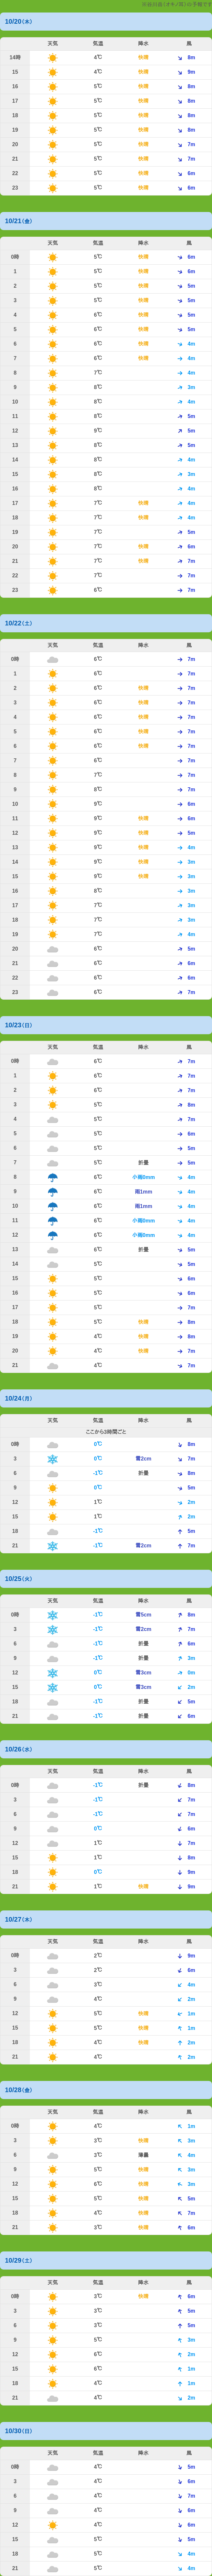 10/20(木)
天気 気温 降水 風
14時 4℃ 快晴 8m
15 4℃ 快晴 9m
16 5℃ 快晴 8m
17 5℃ 快晴 8m
18 5℃ 快晴 8m
19 5℃ 快晴 8m
20 5℃ 快晴 7m
21 5℃ 快晴 7m
22 5℃ 快晴 6m
23 5℃ 快晴 6m
10/21(金)
天気 気温 降水 風
0時 5℃ 快晴 6m
1 5℃ 快晴 6m
2 5℃ 快晴 5m
3 5℃ 快晴 5m
4 6℃ 快晴 5m
5 6℃ 快晴 5m
6 6℃ 快晴 4m
7 6℃ 快晴 4m
8 7℃ 4m
9 8℃ 3m
10 8℃ 4m
11 8℃ 5m
12 9℃ 5m
13 8℃ 5m
14 8℃ 4m
15 8℃ 3m
16 8℃ 4m
17 7℃ 快晴 4m
18 7℃ 快晴 4m
19 7℃ 5m
20 7℃ 快晴 6m
21 7℃ 快晴 7m
22 7℃ 7m
23 6℃ 7m
10/22(土)
天気 気温 降水 風
0時 6℃ 7m
1 6℃ 7m
2 6℃ 快晴 7m
3 6℃ 快晴 7m
4 6℃ 快晴 7m
5 6℃ 快晴 7m
6 6℃ 快晴 7m
7 6℃ 7m
8 7℃ 7m
9 8℃ 7m
10 9℃ 6m
11 9℃ 快晴 6m
12 9℃ 快晴 5m
13 9℃ 快晴 4m
14 9℃ 快晴 3m
15 9℃ 快晴 3m
16 8℃ 3m
17 7℃ 3m
18 7℃ 3m
19 7℃ 4m
20 6℃ 5m
21 6℃ 6m
22 6℃ 6m
23 6℃ 7m
10/23(日)
天気 気温 降水 風
0時 6℃ 7m
1 6℃ 7m
2 6℃ 7m
3 5℃ 8m
4 5℃ 7m
5 5℃ 6m
6 5℃ 5m
7 5℃ 折曇 5m
8 6℃ 小雨0mm 4m
9 6℃ 雨1mm 4m
10 6℃ 雨1mm 4m
11 6℃ 小雨0mm 4m
12 6℃ 小雨0mm 4m
13 6℃ 折曇 5m
14 5℃ 5m
15 5℃ 6m
16 5℃ 6m
17 5℃ 7m
18 5℃ 快晴 8m
19 4℃ 快晴 8m
20 4℃ 快晴 7m
21 4℃ 7m
10/24(月)
天気 気温 降水 風
ここから3時間ごと
0時 0℃ 8m
3 0℃ 雪2cm 7m
6 -1℃ 折曇 8m
9 0℃ 5m
12 1℃ 2m
15 1℃ 2m
18 -1℃ 5m
21 -1℃ 雪2cm 7m
10/25(火)
天気 気温 降水 風
0時 -1℃ 雪5cm 8m
3 -1℃ 雪2cm 7m
6 -1℃ 折曇 6m
9 -1℃ 折曇 3m
12 0℃ 雪3cm 0m
15 0℃ 雪3cm 2m
18 -1℃ 折曇 5m
21 -1℃ 折曇 6m
10/26(水)
天気 気温 降水 風
0時 -1℃ 折曇 8m
3 -1℃ 7m
6 -1℃ 7m
9 0℃ 6m
12 1℃ 7m
15 1℃ 8m
18 0℃ 9m
21 1℃ 快晴 9m
10/27(木)
天気 気温 降水 風
0時 2℃ 9m
3 2℃ 6m
6 3℃ 4m
9 4℃ 2m
12 5℃ 快晴 1m
15 5℃ 快晴 1m
18 4℃ 快晴 2m
21 4℃ 2m
10/28(金)
天気 気温 降水 風
0時 4℃ 1m
3 3℃ 快晴 3m
6 3℃ 薄曇 4m
9 5℃ 快晴 3m
12 6℃ 快晴 3m
15 5℃ 快晴 5m
18 4℃ 快晴 7m
21 3℃ 快晴 6m
10/29(土)
天気 気温 降水 風
0時 3℃ 快晴 6m
3 3℃ 5m
6 3℃ 5m
9 5℃ 3m
12 6℃ 2m
15 6℃ 1m
18 4℃ 1m
21 4℃ 2m
10/30(日)
天気 気温 降水 風
0時 4℃ 5m
3 4℃ 6m
6 4℃ 7m
9 4℃ 6m
12 4℃ 6m
15 5℃ 5m
18 5℃ 4m
21 5℃ 4m